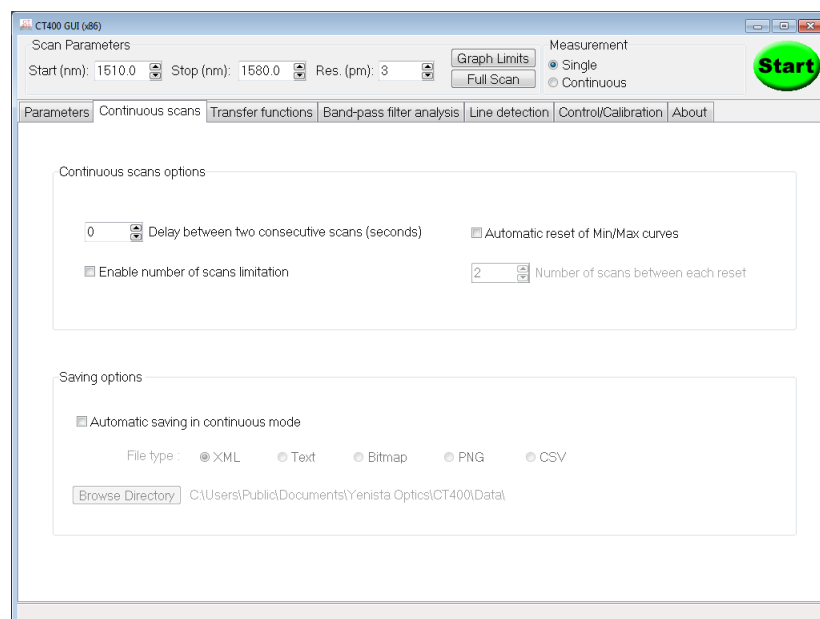 CT400 GUI (x86)
Scan Parameters
Measurement
Start (nm): 1510.0 Stop (nm): 1580.0 Res. (pm): 3
Graph Limits
Full Scan
Single
Continuous
Start
Parameters Continuous scans Transfer functions Band-pass filter analysis Line detection Control/Calibration About
Continuous scans options
0 Delay between two consecutive scans (seconds)
Automatic reset of Min/Max curves
Enable number of scans limitation
2 Number of scans between each reset
Saving options
Automatic saving in continuous mode
File type : XML Text Bitmap PNG CSV
Browse Directory C:\Users\Public\Documents\Yenista Optics\CT400\Data\